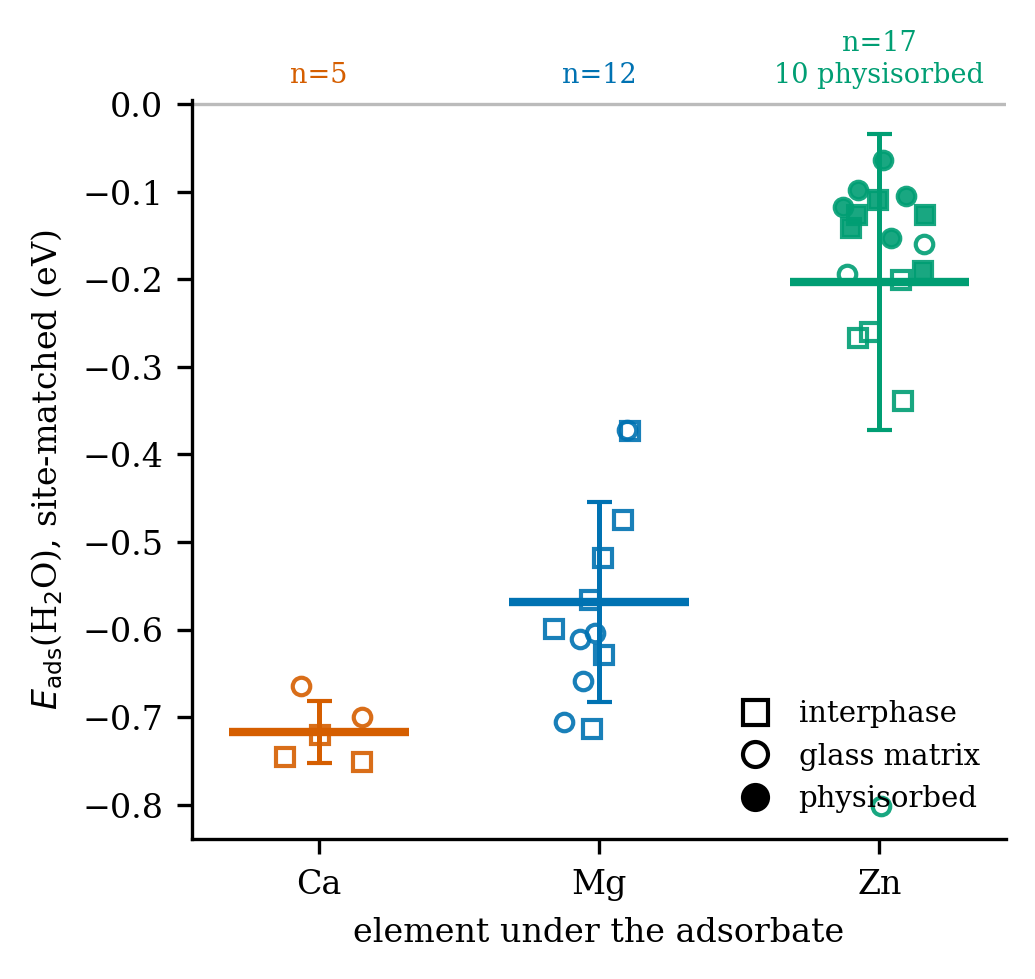 n=5
n=12
n=17
10 physisorbed
0.0
−0.1
−0.2
−0.3
−0.4
−0.5
−0.6
−0.7
−0.8
E_ads(H₂O), site-matched (eV)
interphase
glass matrix
physisorbed
Ca
Mg
Zn
element under the adsorbate